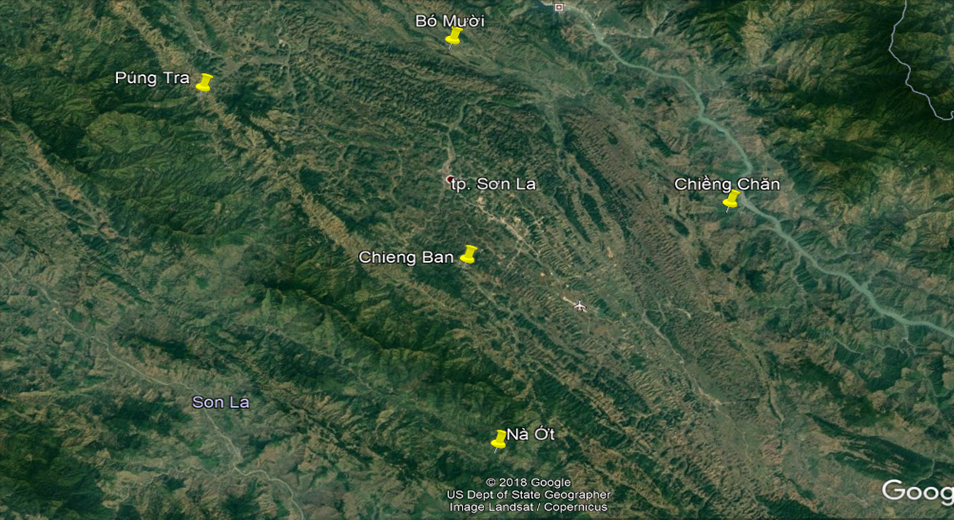 Bó Mười
Púng Tra
tp. Sơn La
Chiềng Chăn
Chieng Ban
Son La
Nà Ớt
© 2018 Google
US Dept of State Geographer
Image Landsat / Copernicus
Goog